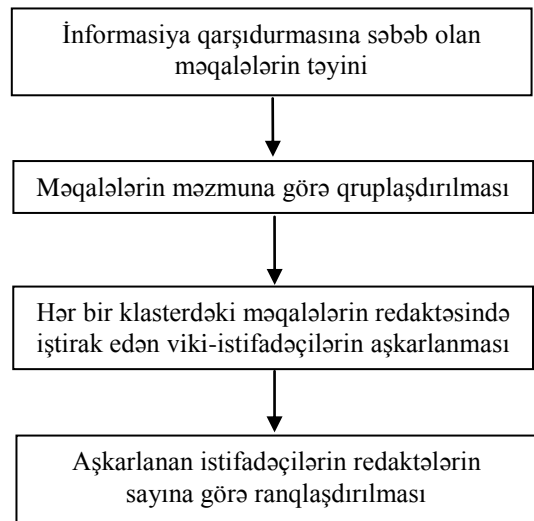 İnformasiya qarşıdurmasına səbəb olan
məqalələrin təyini
Məqalələrin məzmuna görə qruplaşdırılması
Hər bir klasterdəki məqalələrin redaktəsində
iştirak edən viki-istifadəçilərin aşkarlanması
Aşkarlanan istifadəçilərin redaktələrin
sayına görə ranqlaşdırılması